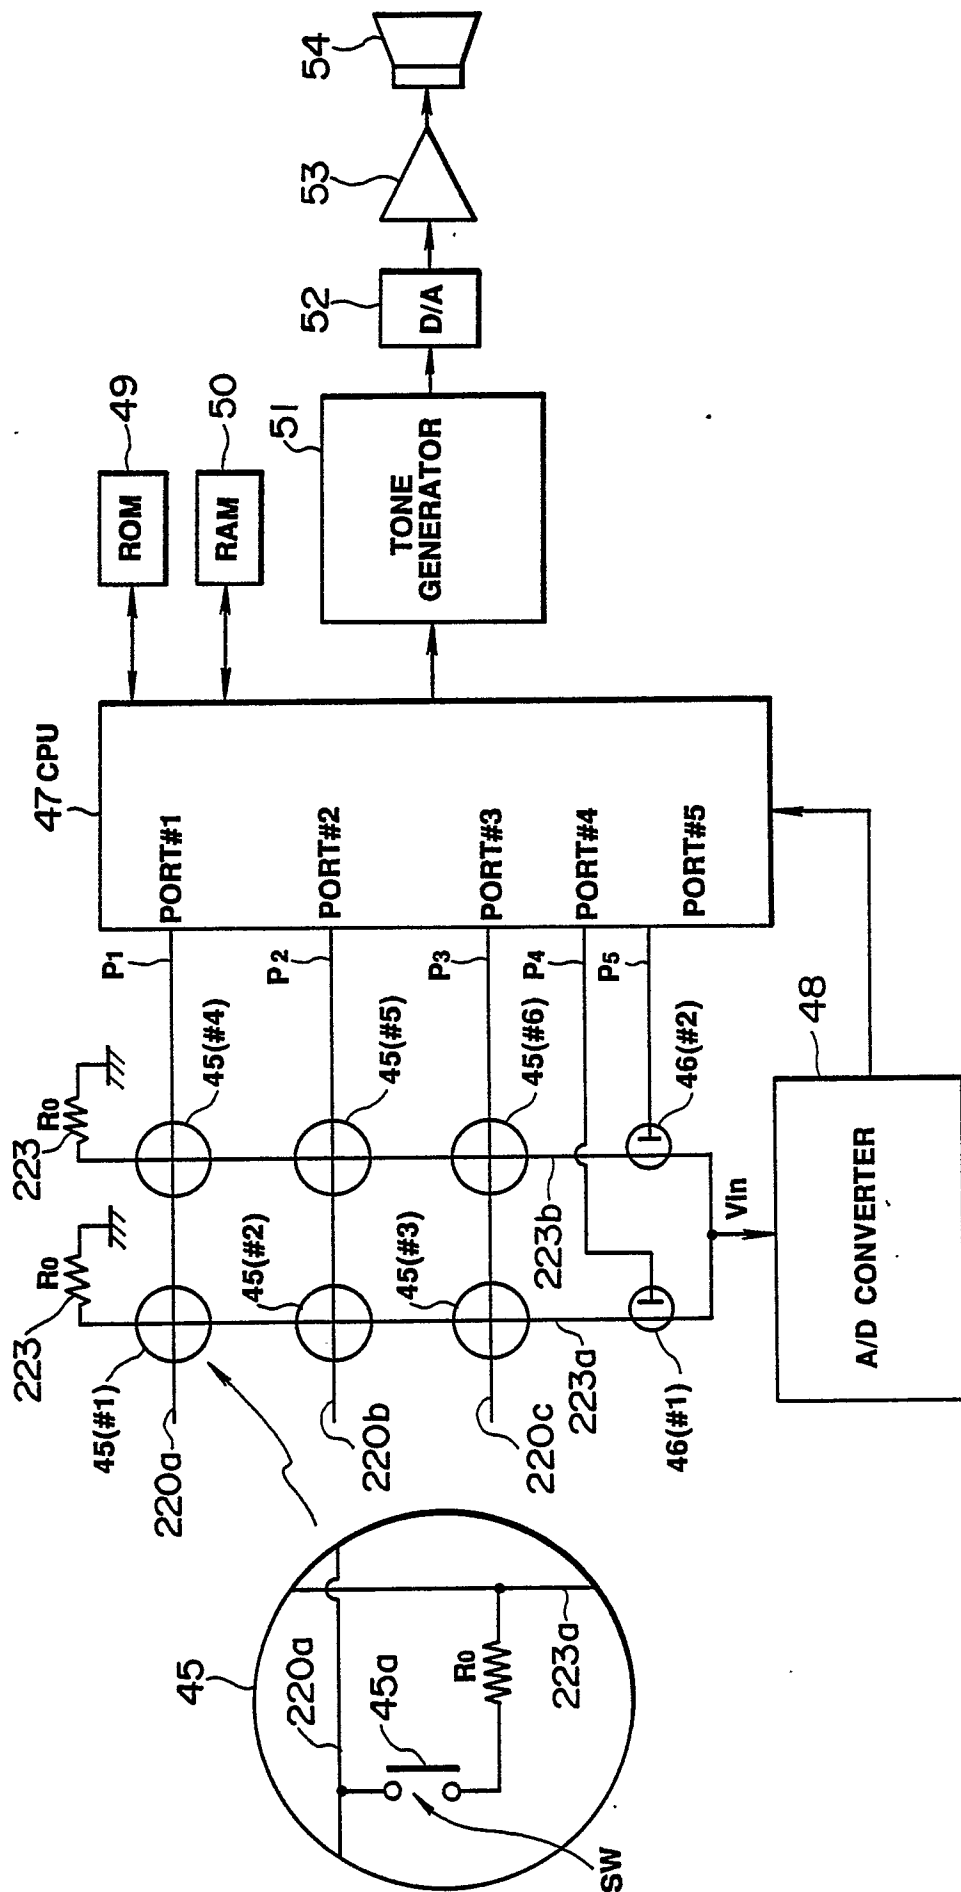 54
53
52
D/A
49
ROM
50
RAM
51
TONE
GENERATOR
47 CPU
PORT#1
PORT#2
PORT#3
PORT#4
PORT#5
P1
P2
P3
P4
P5
223
R0
223
R0
45(#4)
45(#5)
45(#6)
46(#2)
45(#1)
45(#2)
45(#3)
46(#1)
220a
220b
220c
223a
223b
Vin
48
A/D CONVERTER
45
220a
45a
R0
223a
SW